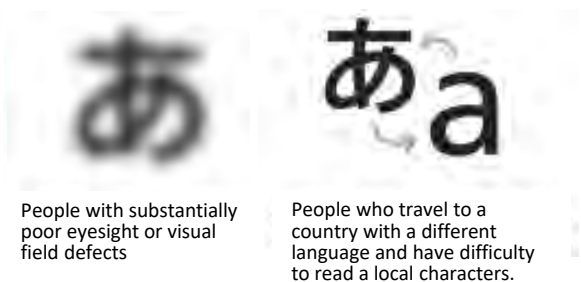 あ
People with substantially
poor eyesight or visual
field defects
あ
a
People who travel to a
country with a different
language and have difficulty
to read a local characters.